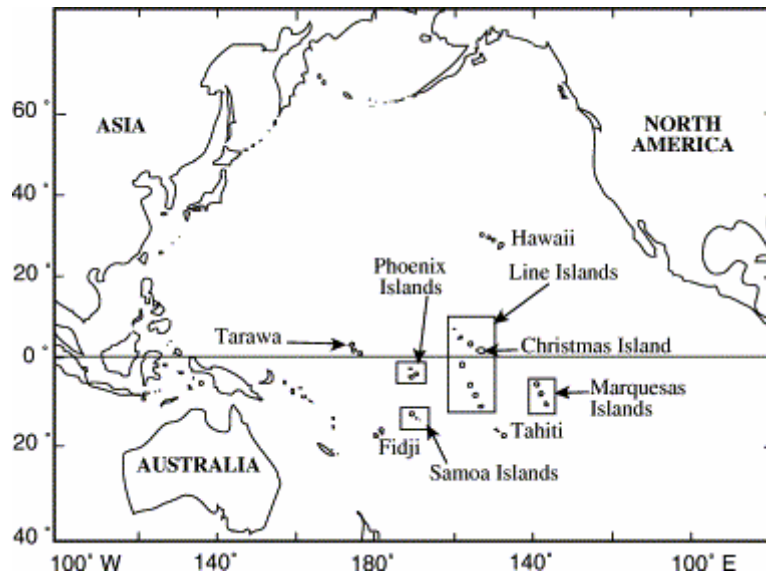 60°
ASIA
NORTH
AMERICA
40°
Hawaii
Phoenix
Islands
Line Islands
20°
Tarawa
Christmas Island
0°
Marquesas
Islands
Fidji
Tahiti
20°
AUSTRALIA
Samoa Islands
40°
100° W
140°
180°
140°
100° E